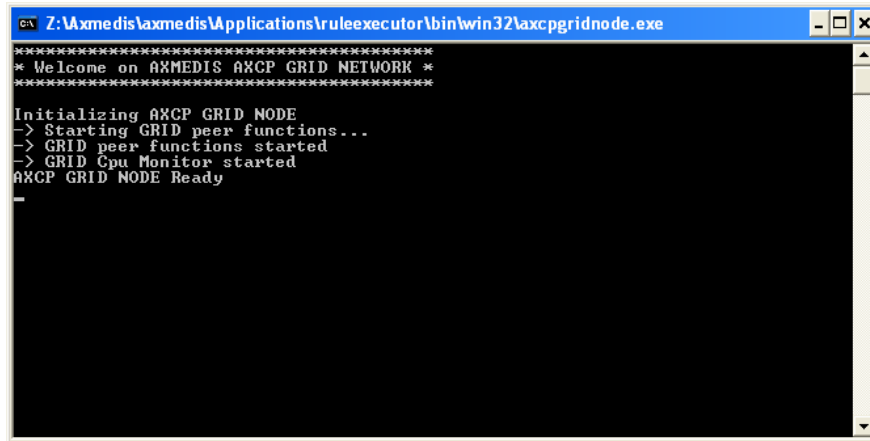 Z:\Axmedis\axmedis\Applications\ruleexecutor\bin\win32\axcpgridnode.exe
******************************************
* Welcome on AXMEDIS AXCP GRID NETWORK *
******************************************
Initializing AXCP GRID NODE
-> Starting GRID peer functions...
-> GRID peer functions started
-> GRID Cpu Monitor started
AXCP GRID NODE Ready